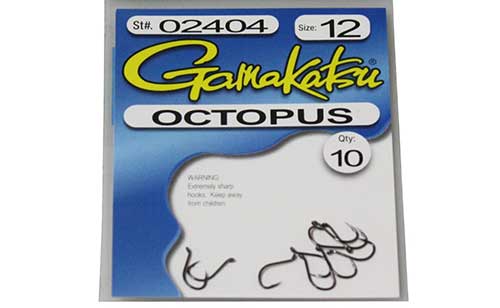 St#. 02404 Size: 12
Gamakatsu®
OCTOPUS
Qty:
10
WARNING
Extremely sharp
hooks. Keep away
from children.